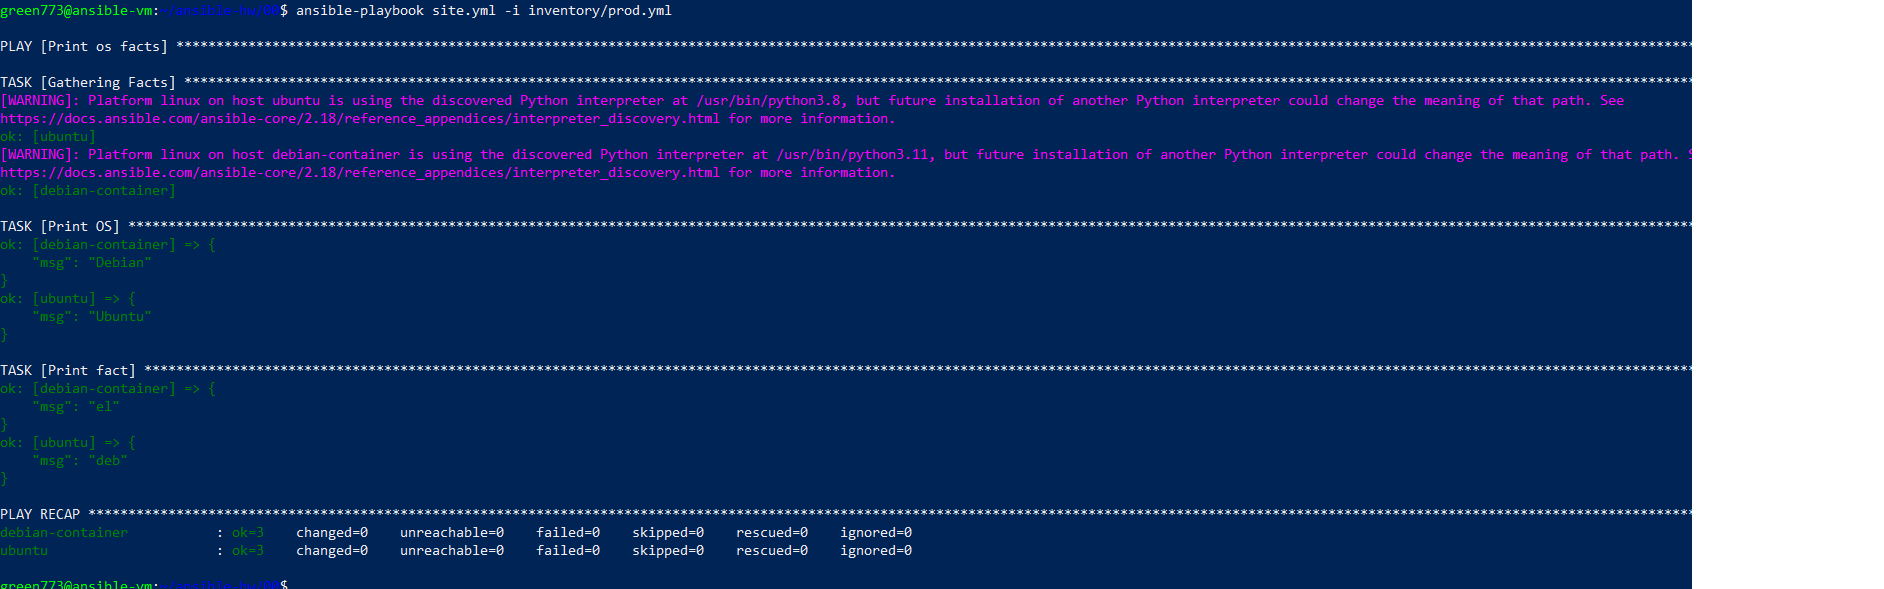 green773@ansible-vm:~/antible_hw/00$ ansible-playbook site.yml -i inventory/prod.yml
PLAY [Print os facts] ****************************************************************************************************************************************************************************************
TASK [Gathering Facts] ***************************************************************************************************************************************************************************************
[WARNING]: Platform linux on host ubuntu is using the discovered Python interpreter at /usr/bin/python3.8, but future installation of another Python interpreter could change the meaning of that path. See
https://docs.ansible.com/ansible-core/2.18/reference_appendices/interpreter_discovery.html for more information.
ok: [ubuntu]
[WARNING]: Platform linux on host debian-container is using the discovered Python interpreter at /usr/bin/python3.11, but future installation of another Python interpreter could change the meaning of that path. S
https://docs.ansible.com/ansible-core/2.18/reference_appendices/interpreter_discovery.html for more information.
ok: [debian-container]
TASK [Print OS] **********************************************************************************************************************************************************************************************
ok: [debian-container] => {
    "msg": "Debian"
}
ok: [ubuntu] => {
    "msg": "Ubuntu"
}
TASK [Print fact] ********************************************************************************************************************************************************************************************
ok: [debian-container] => {
    "msg": "el"
}
ok: [ubuntu] => {
    "msg": "deb"
}
PLAY RECAP ***************************************************************************************************************************************************************************************************
debian-container           : ok=3    changed=0    unreachable=0    failed=0    skipped=0    rescued=0    ignored=0
ubuntu                     : ok=3    changed=0    unreachable=0    failed=0    skipped=0    rescued=0    ignored=0
green773@ansible-vm:~/antible_hw/00$